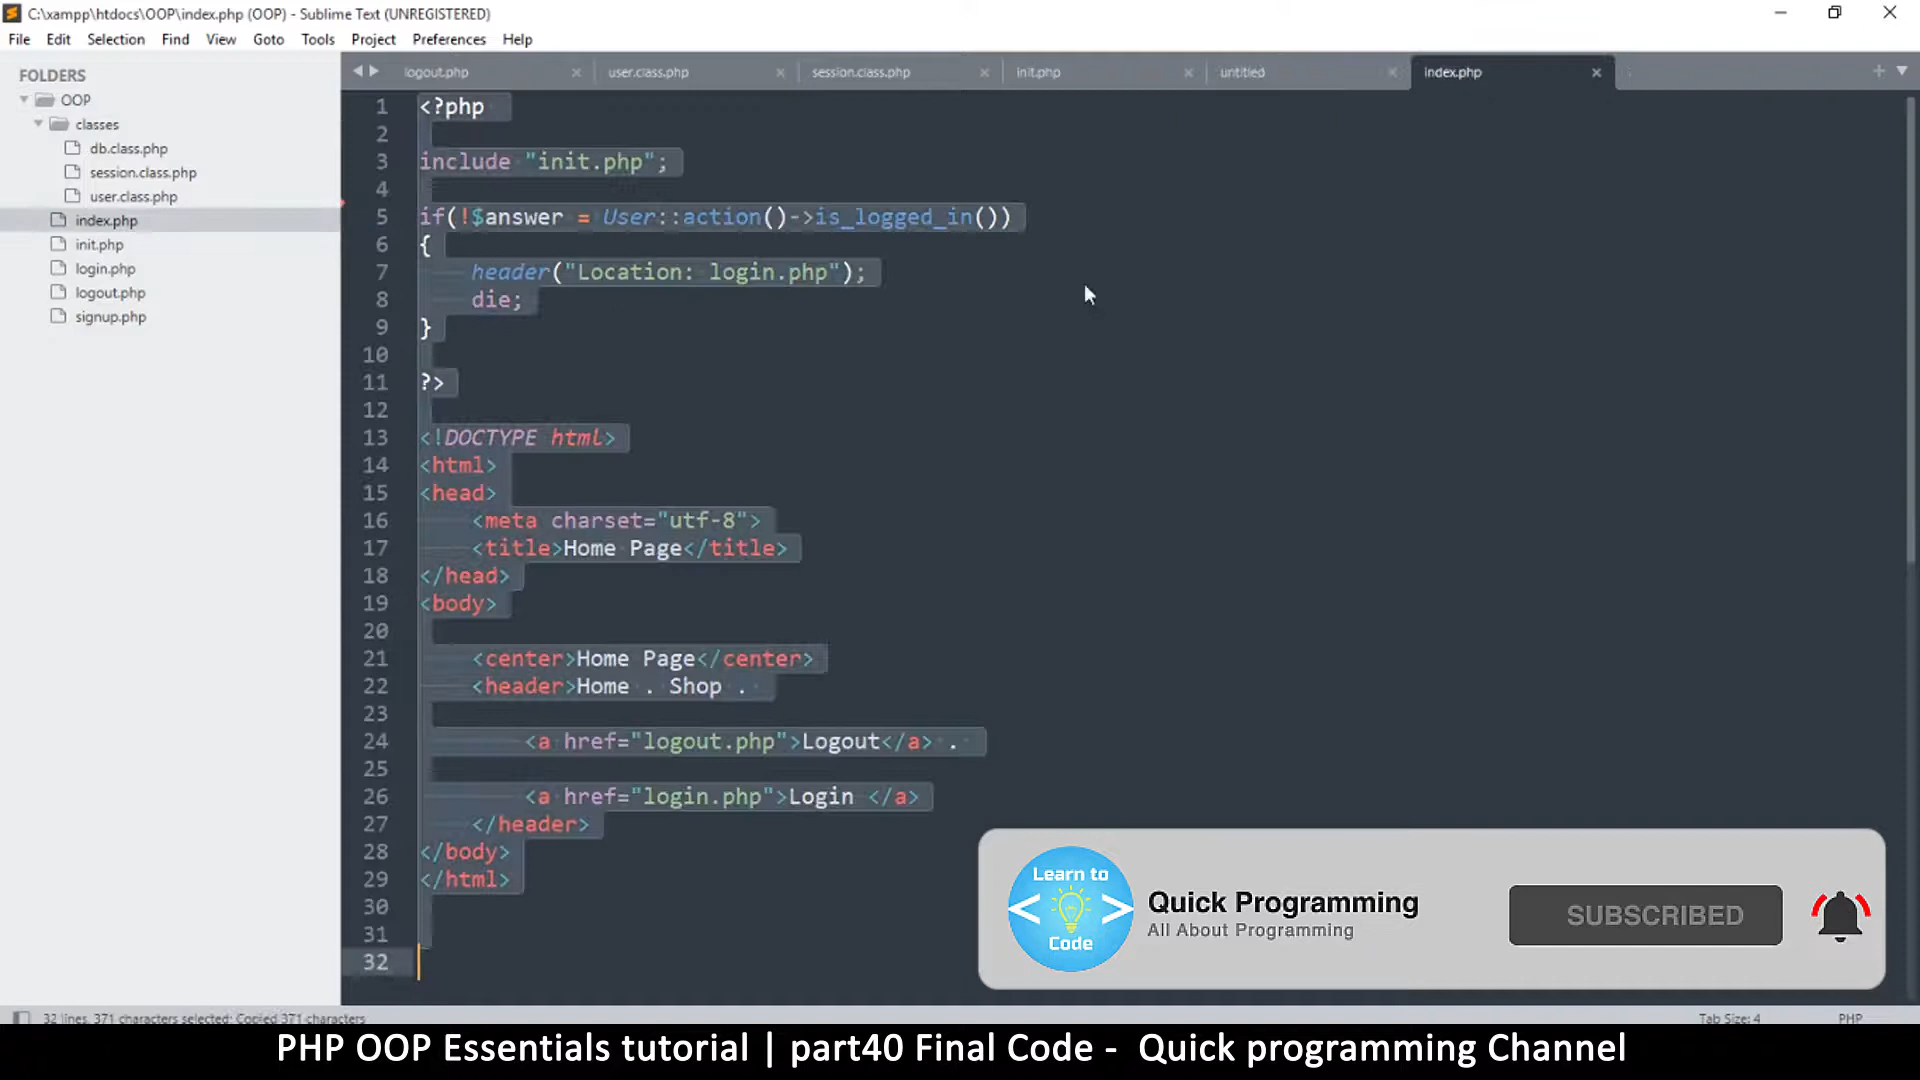 C:\xampp\htdocs\OOP\index.php (OOP) - Sublime Text (UNREGISTERED)
File Edit Selection Find View Goto Tools Project Preferences Help
FOLDERS
OOP
classes
db.class.php
session.class.php
user.class.php
index.php
init.php
login.php
logout.php
signup.php
logout.php user.class.php session.class.php init.php untitled index.php
1 <?php
2
3 include "init.php";
4
5 if(!$answer = User::action()->is_logged_in())
6 {
7 header("Location: login.php");
8 die;
9 }
10
11 ?>
12
13 <!DOCTYPE html>
14 <html>
15 <head>
16 <meta charset="utf-8">
17 <title>Home Page</title>
18 </head>
19 <body>
20
21 <center>Home Page</center>
22 <header>Home . Shop .
23
24 <a href="logout.php">Logout</a> .
25
26 <a href="login.php">Login </a>
27 </header>
28 </body>
29 </html>
30
31
32
Learn to
< >
Code
Quick Programming
All About Programming
SUBSCRIBED
32 lines, 371 characters selected; Copied 371 characters
Tab Size: 4
PHP
PHP OOP Essentials tutorial | part40 Final Code - Quick programming Channel